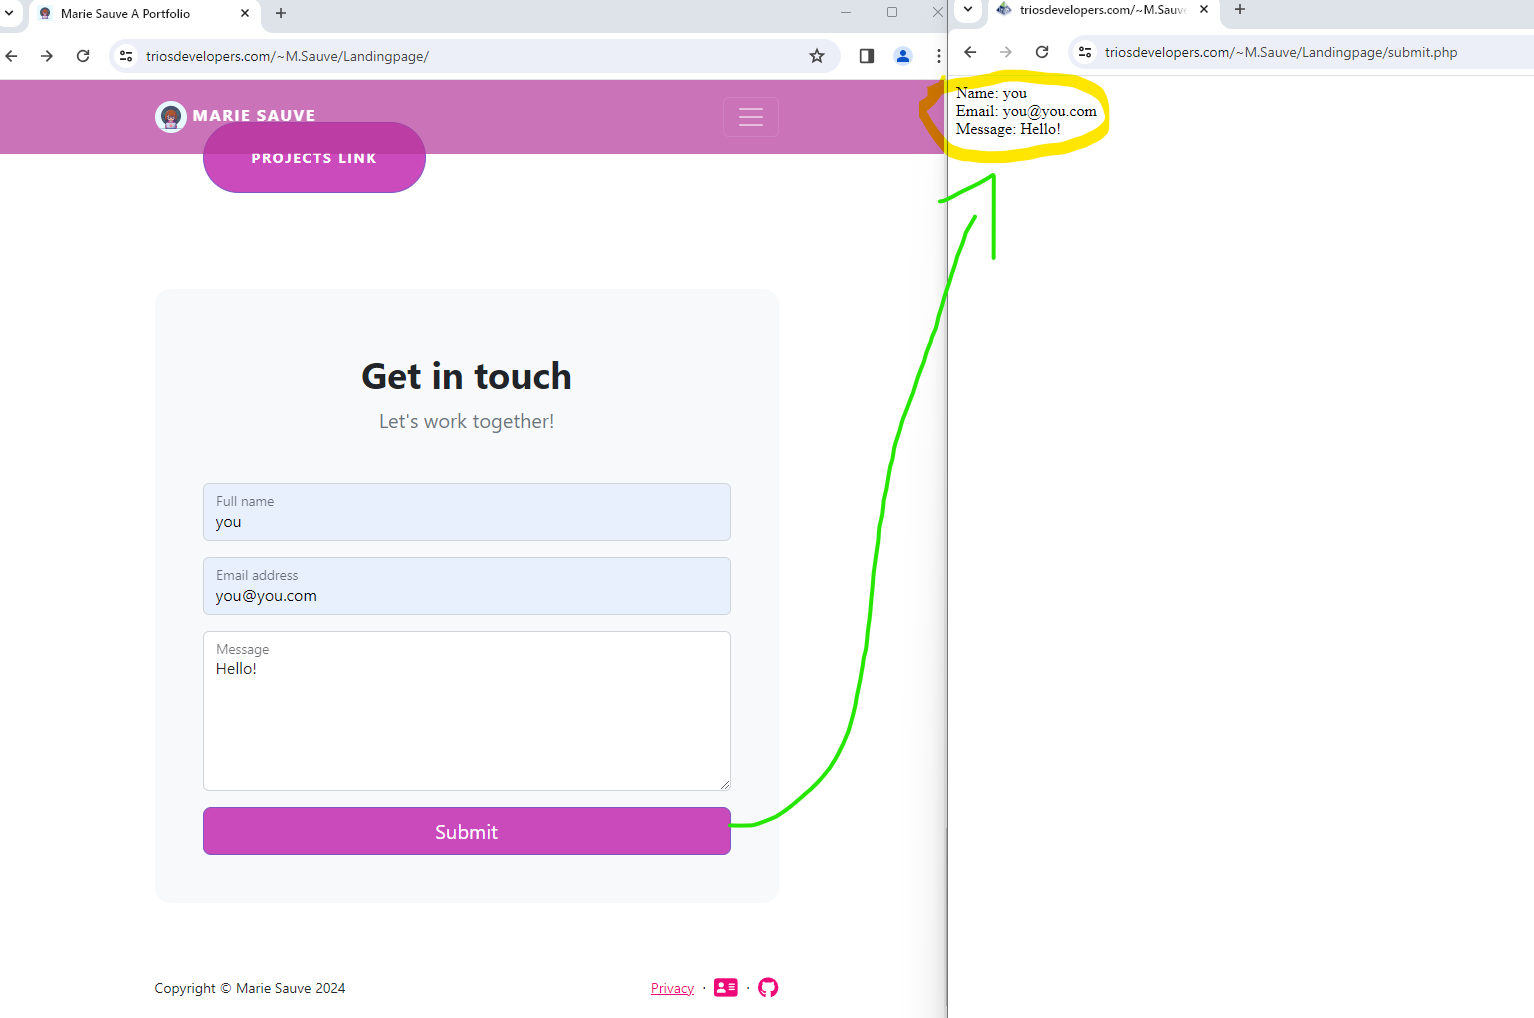 Marie Sauve A Portfolio
triosdevelopers.com/~M.Sauve/Landingpage/
MARIE SAUVE
PROJECTS LINK
Get in touch
Let's work together!
Full name
you
Email address
you@you.com
Message
Hello!
Submit
Copyright © Marie Sauve 2024
Privacy · ·
triosdevelopers.com/~M.Sauve
triosdevelopers.com/~M.Sauve/Landingpage/submit.php
Name: you
Email: you@you.com
Message: Hello!